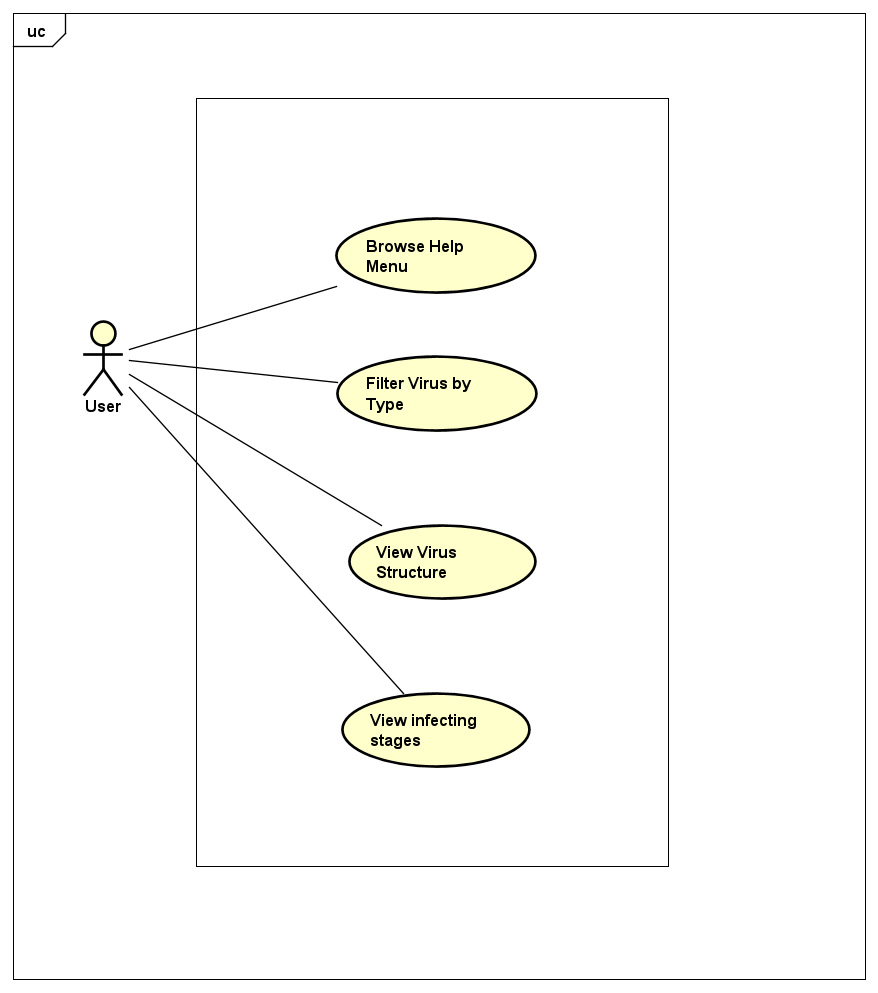 uc
Browse Help
Menu
User
Filter Virus by
Type
View Virus
Structure
View infecting
stages